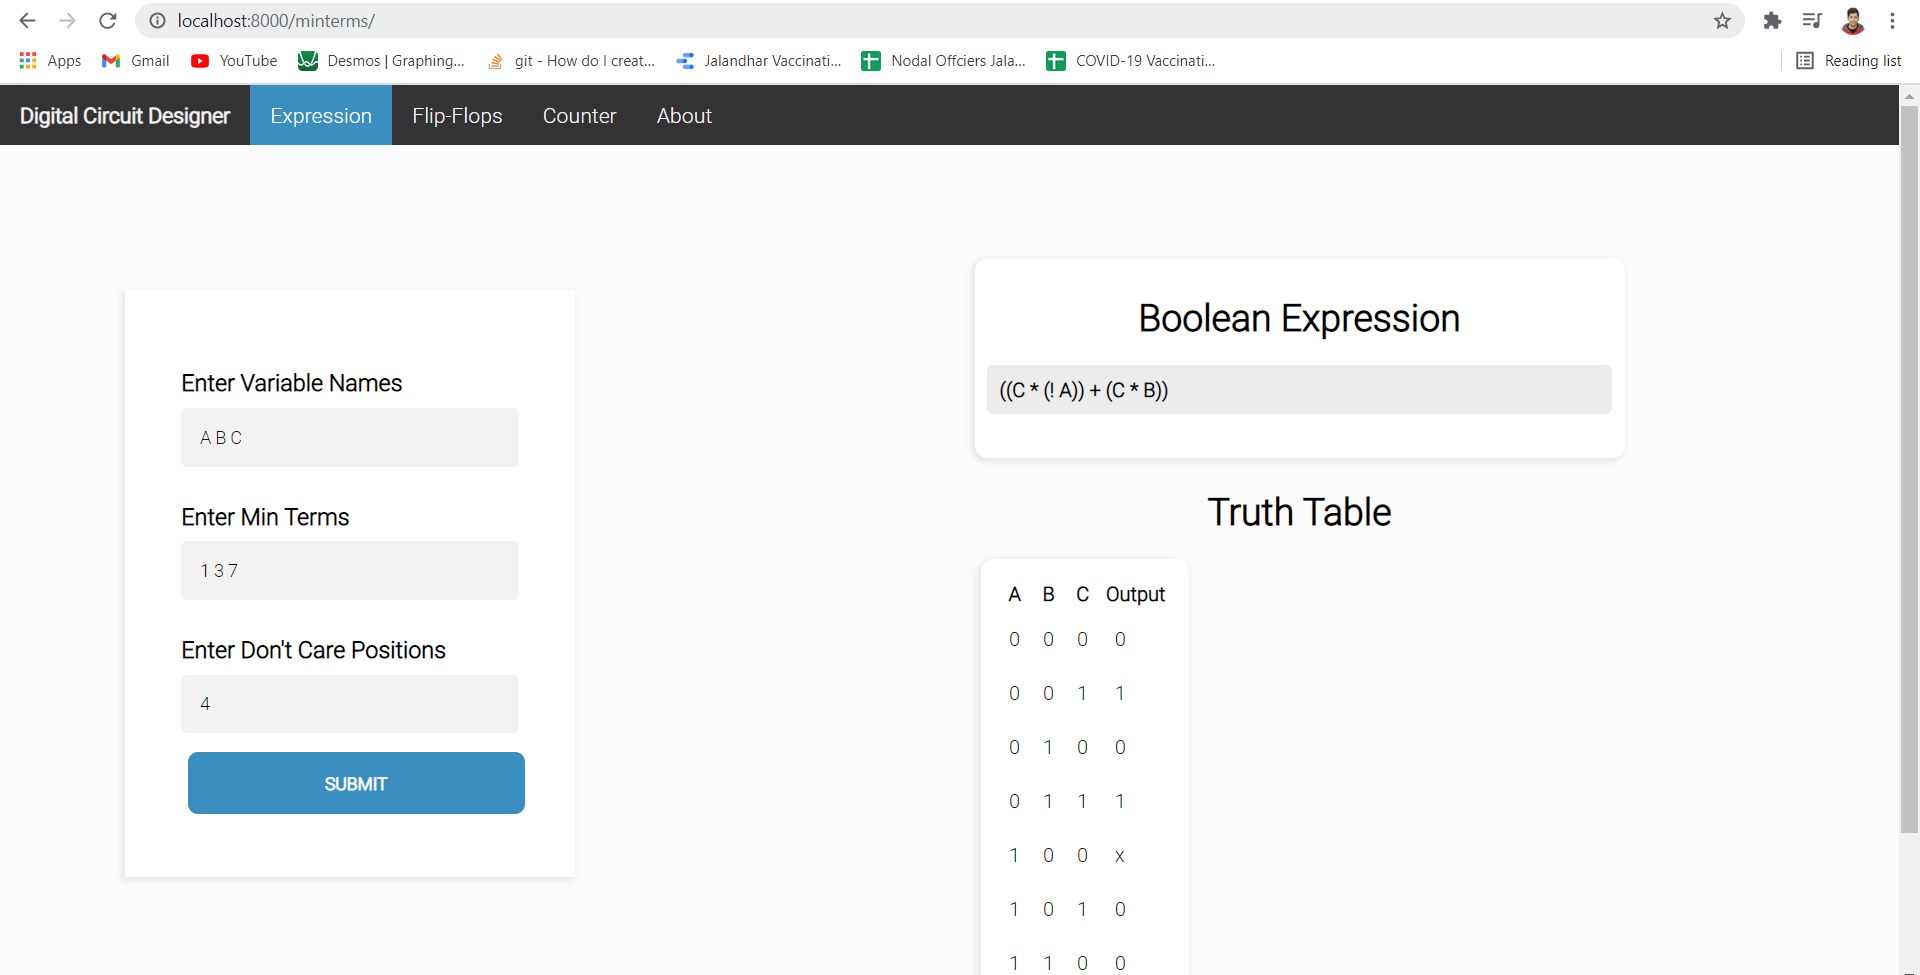 localhost:8000/minterms/
Apps Gmail YouTube Desmos | Graphing... git - How do I creat... Jalandhar Vaccinati... Nodal Offciers Jala... COVID-19 Vaccinati... Reading list
Digital Circuit Designer Expression Flip-Flops Counter About
Enter Variable Names
A B C
Enter Min Terms
1 3 7
Enter Don't Care Positions
4
SUBMIT
Boolean Expression
((C * (! A)) + (C * B))
Truth Table
A B C Output
0 0 0 0
0 0 1 1
0 1 0 0
0 1 1 1
1 0 0 x
1 0 1 0
1 1 0 0